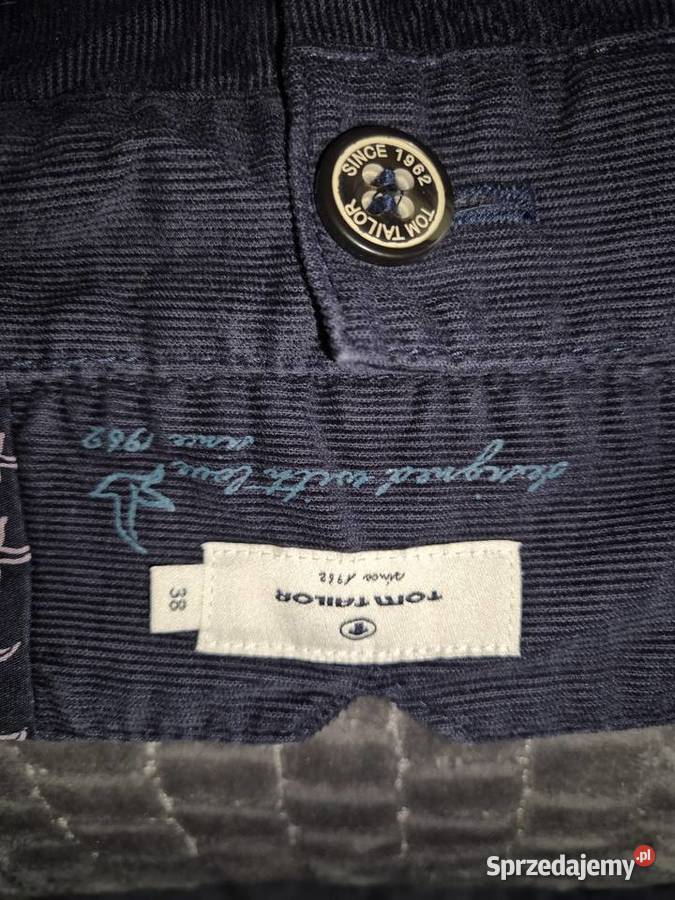 SINCE 1962
TOM TAILOR
designed with love
since 1962
38
TOM TAILOR
since 1962
Sprzedajemy.pl